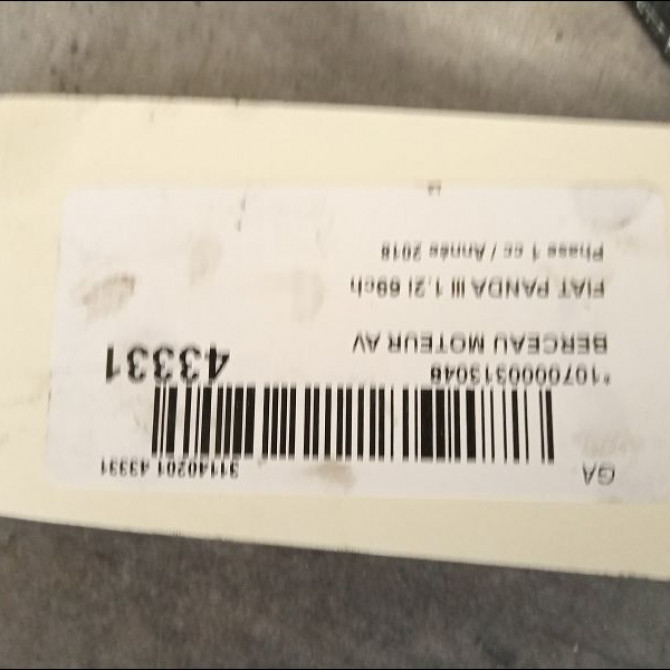 GA 31140201 43331
*1070000313048
43331
BERCEAU MOTEUR AV
FIAT PANDA III 1.2i 69ch
Phase 1 cc / Année 2018